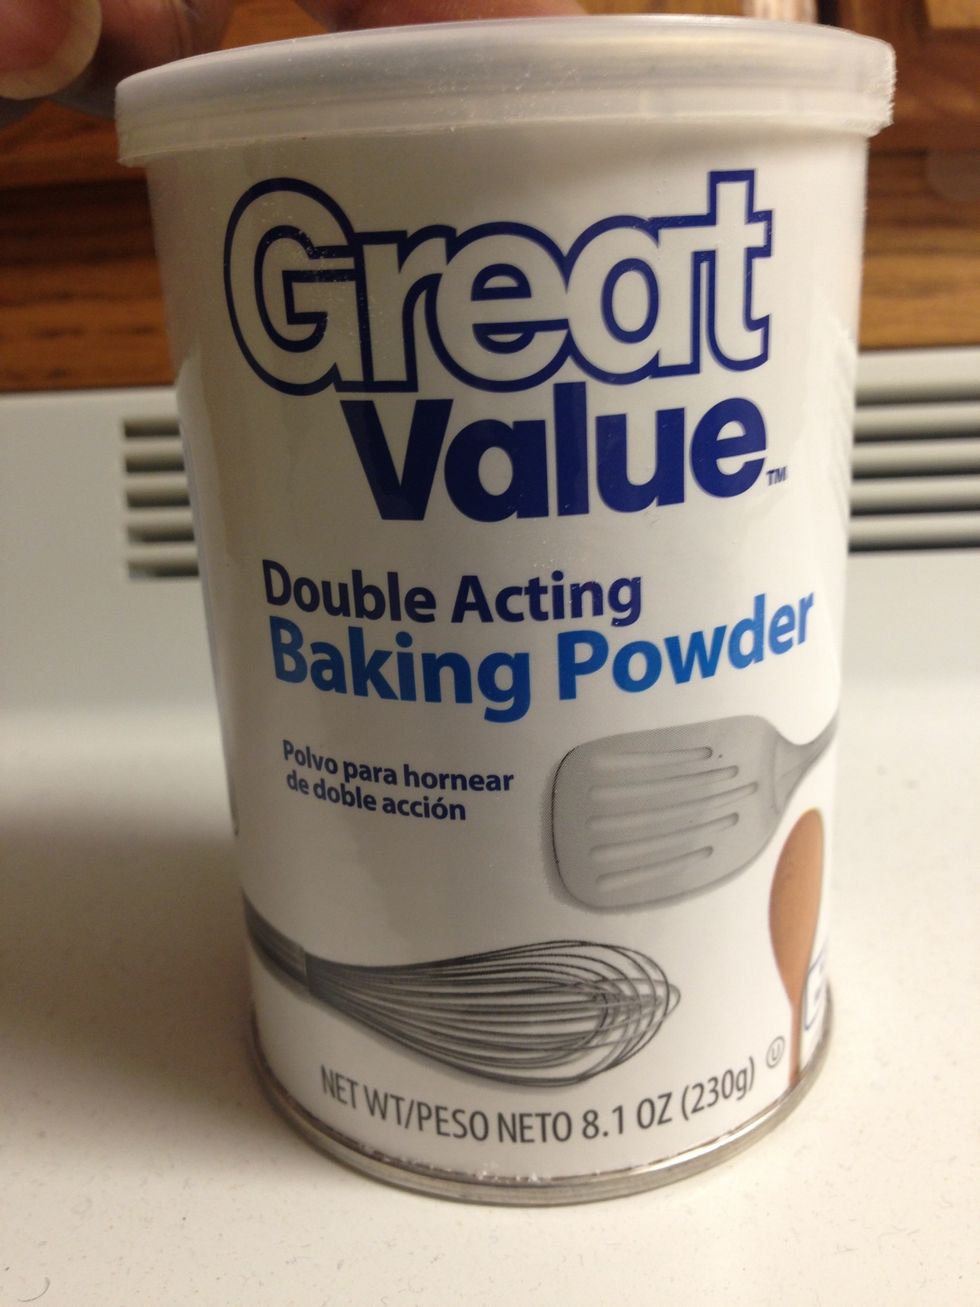 Great
Value™
Double Acting
Baking Powder
Polvo para hornear
de doble acción
NET WT/PESO NETO 8.1 OZ (230g) Ⓤ